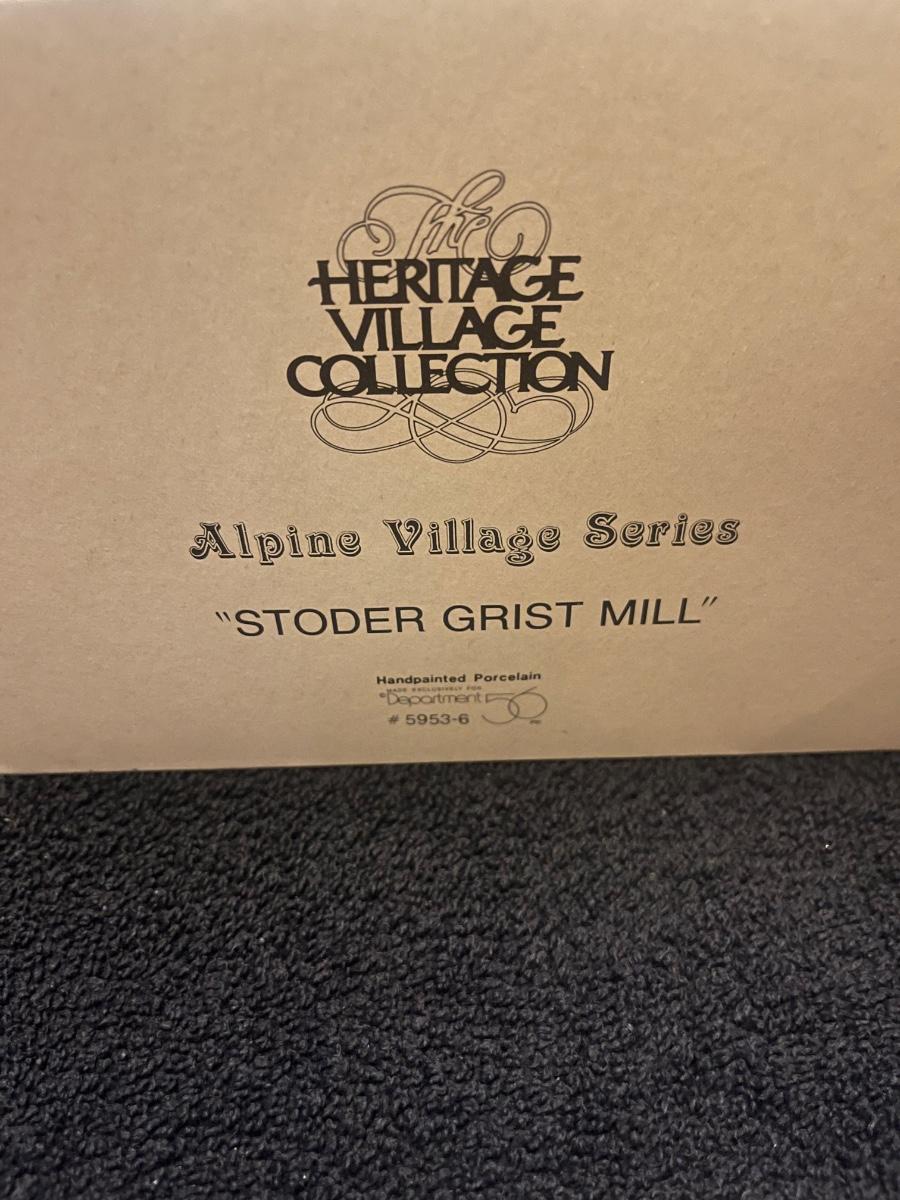 The
HERITAGE
VILLAGE
COLLECTION
Alpine Village Series
"STODER GRIST MILL"
Handpainted Porcelain
MADE EXCLUSIVELY FOR
©Department 56
# 5953-6